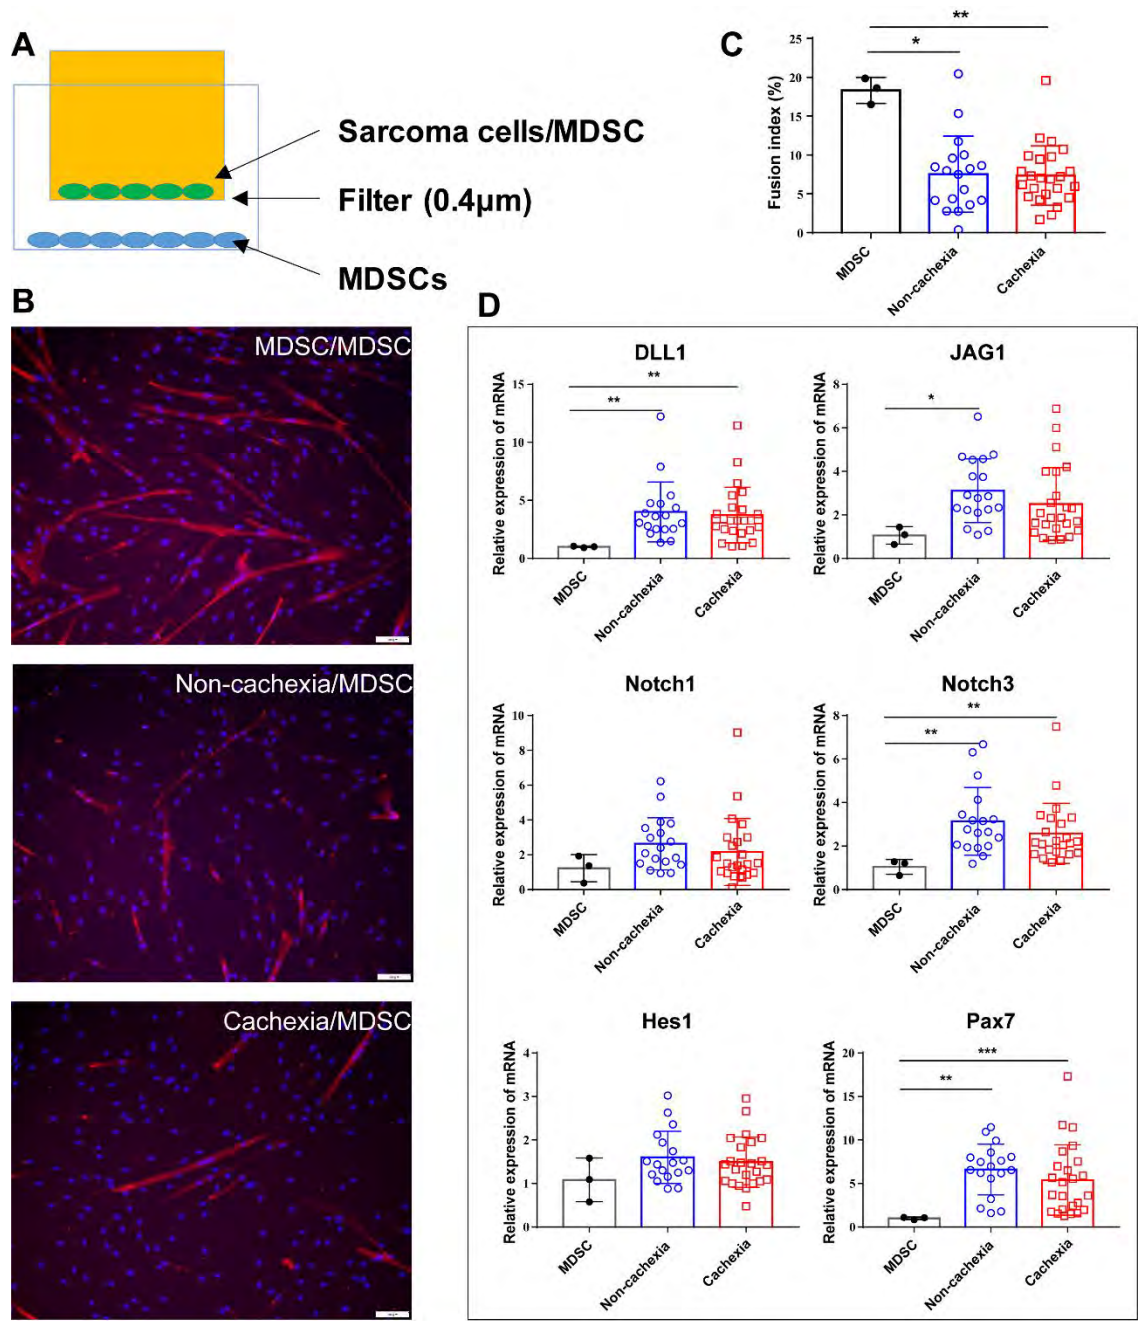 A
Sarcoma cells/MDSC
Filter (0.4µm)
MDSCs
B
MDSC/MDSC
Non-cachexia/MDSC
Cachexia/MDSC
C
Fusion index (%)
25
20
15
10
5
0
*
**
MDSC
Non-cachexia
Cachexia
D
DLL1
Relative expression of mRNA
15
10
5
0
**
**
MDSC
Non-cachexia
Cachexia
JAG1
Relative expression of mRNA
8
6
4
2
0
*
MDSC
Non-cachexia
Cachexia
Notch1
Relative expression of mRNA
10
8
6
4
2
0
MDSC
Non-cachexia
Cachexia
Notch3
Relative expression of mRNA
8
6
4
2
0
**
**
MDSC
Non-cachexia
Cachexia
Hes1
Relative expression of mRNA
4
3
2
1
0
MDSC
Non-cachexia
Cachexia
Pax7
Relative expression of mRNA
20
15
10
5
0
***
**
MDSC
Non-cachexia
Cachexia